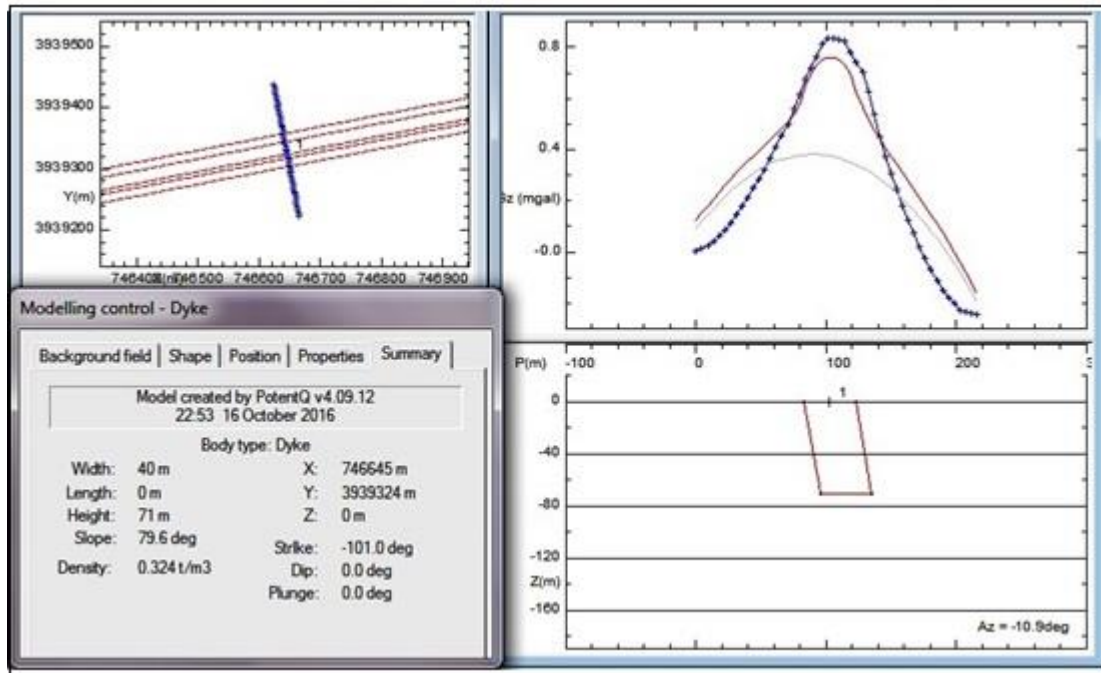 3939500
3939400
3939300
Y(m)
3939200
746500 746600 746700 746800 746900
0.8
0.4
-0.0
Modelling control - Dyke
Background field | Shape | Position | Properties | Summary
Model created by PotentQ v4.09.12
22:53 16 October 2016
Body type: Dyke
Width: 40 m X: 746645 m
Length: 0 m Y: 3939324 m
Height: 71 m Z: 0 m
Slope: 79.6 deg
Strike: -101.0 deg
Density: 0.324 t/m3
Dip: 0.0 deg
Plunge: 0.0 deg
P(m) -100 0 100 200
1
0
-40
-80
-120
Z(m)
-160
Az = -10.9deg